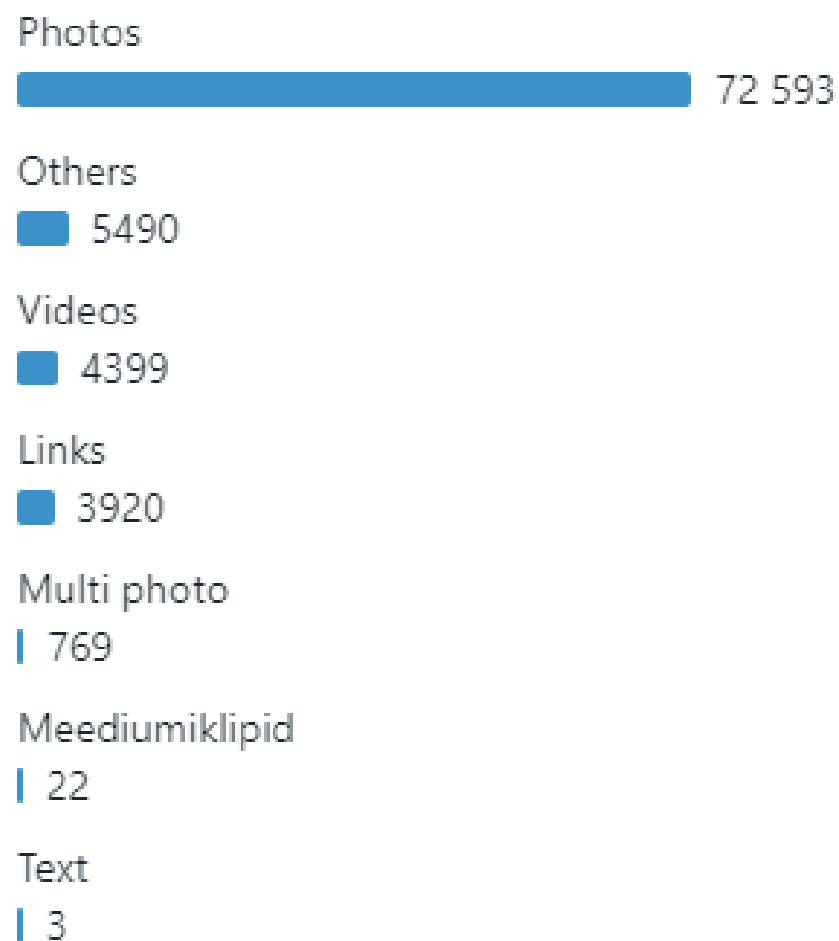 Photos
72 593
Others
5490
Videos
4399
Links
3920
Multi photo
769
Meediumiklipid
22
Text
3